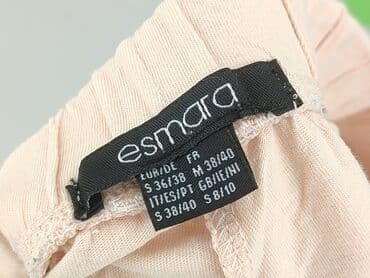 esmara
EUR/DE FR
S 36/38 M 38/40
IT/ES/PT GB/IE/NI
S 38/40 S 8/10